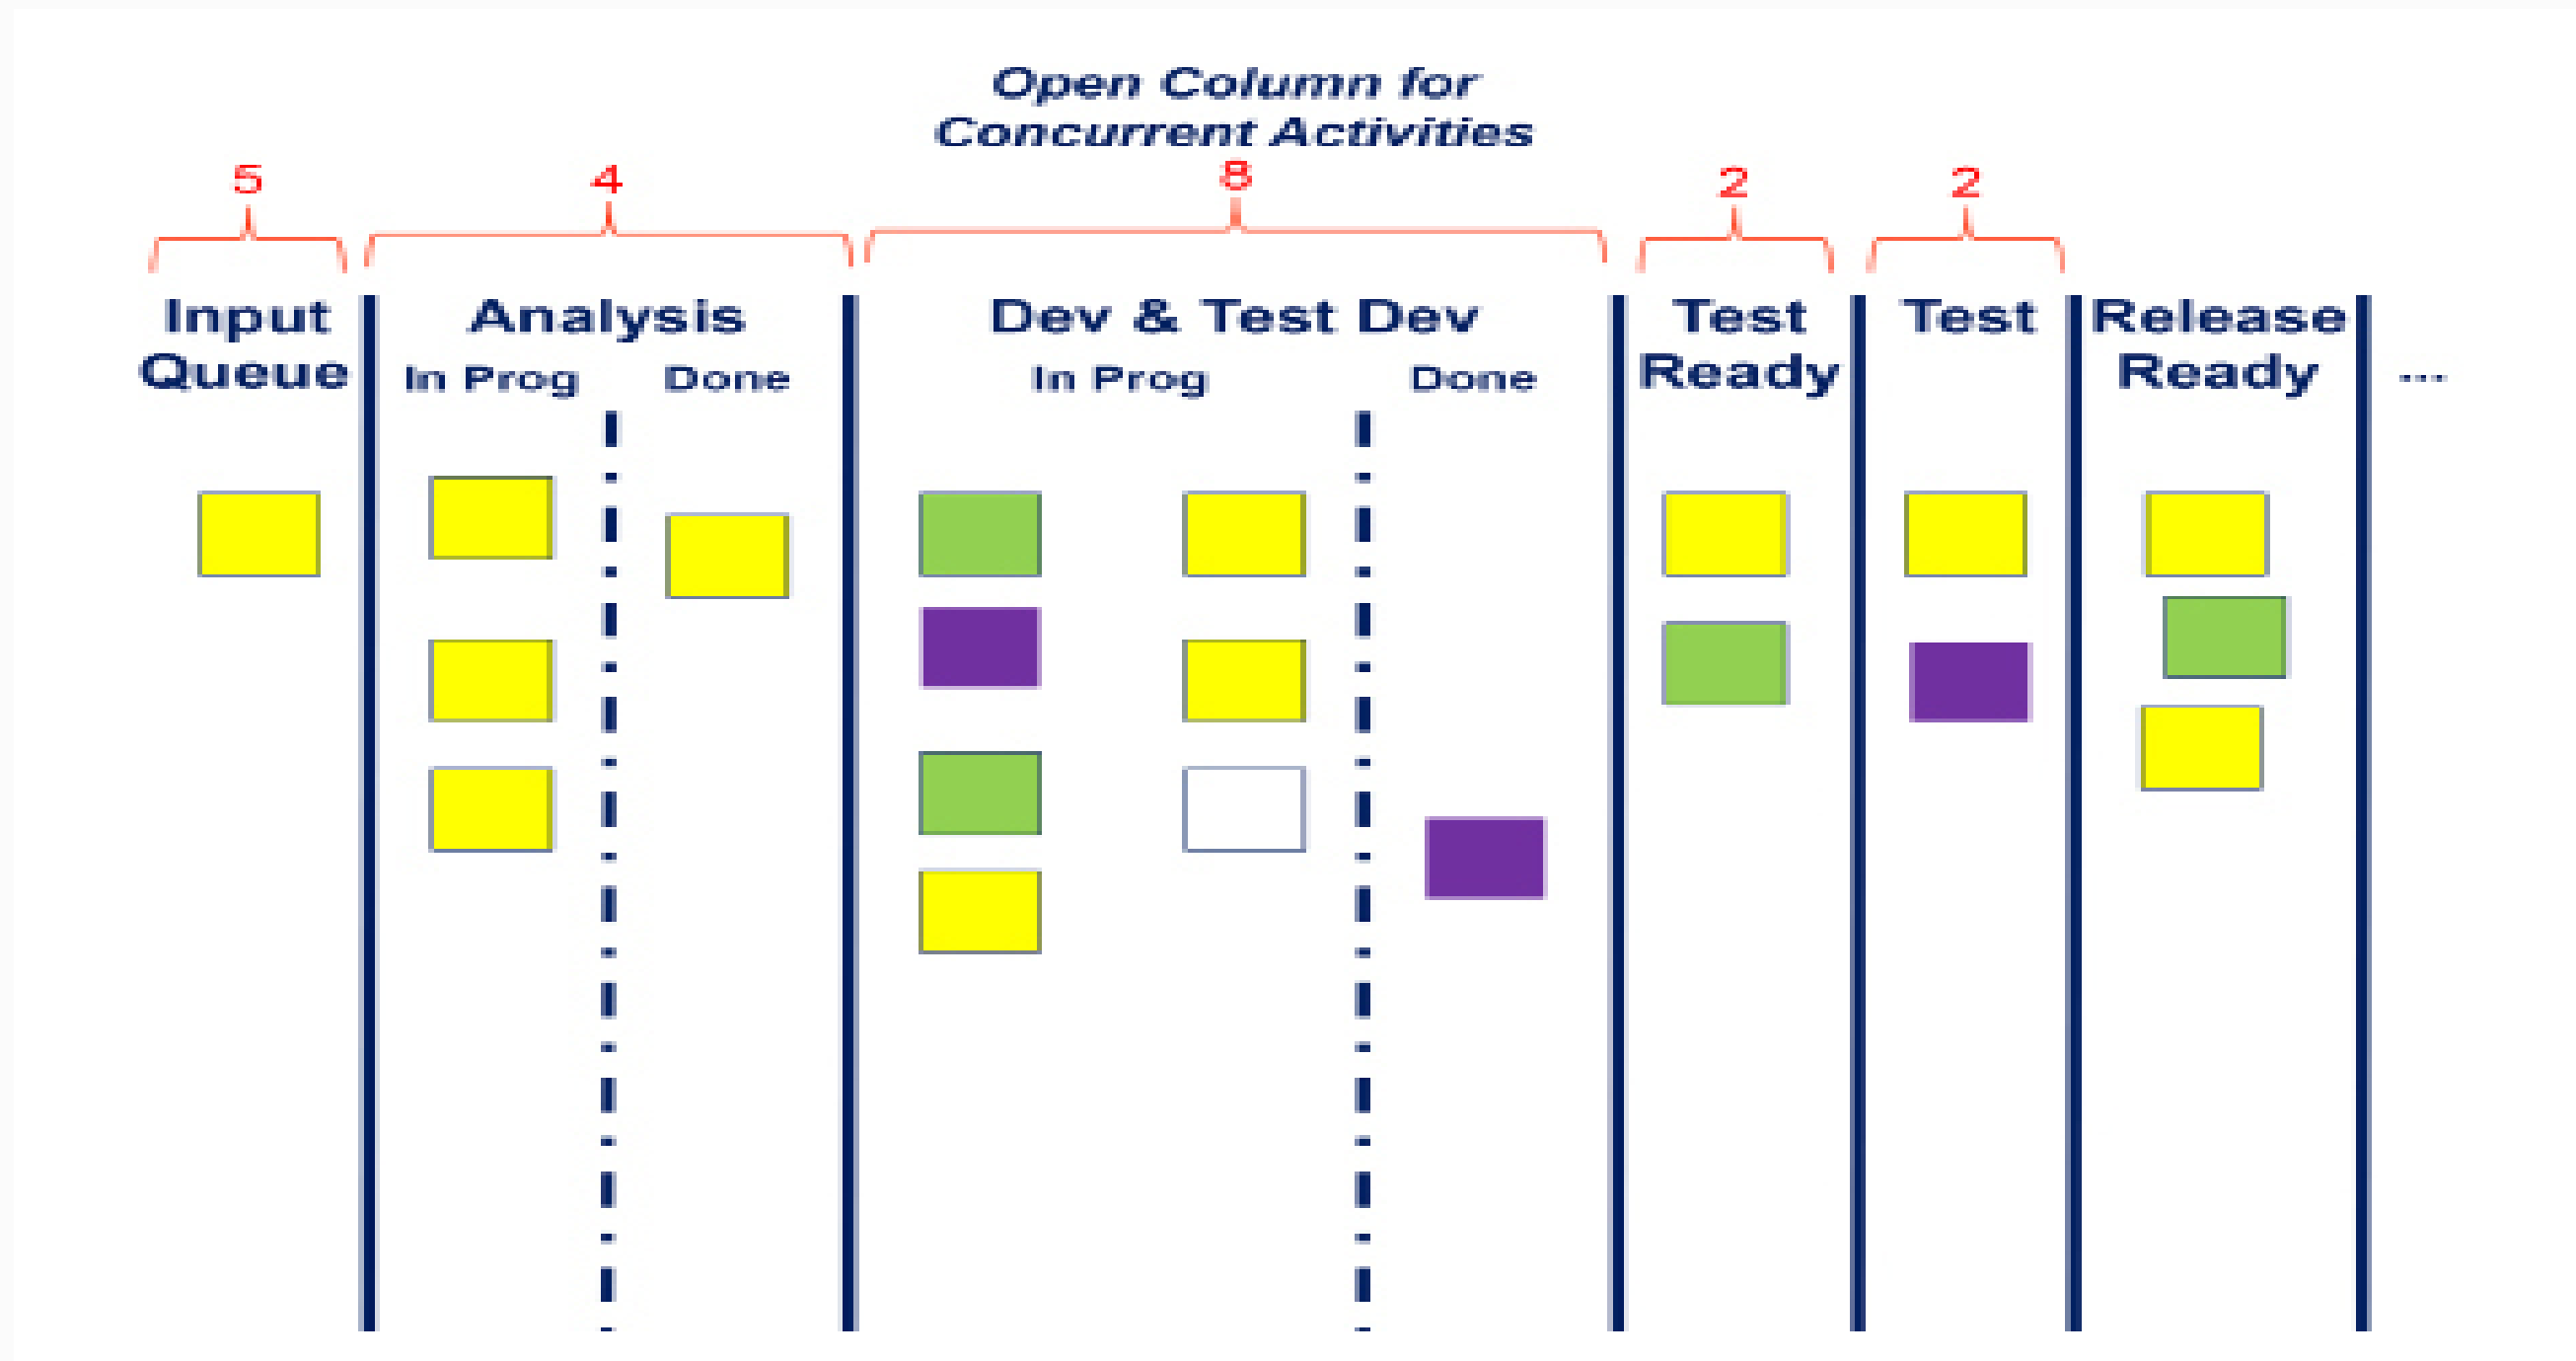 Open Column for
Concurrent Activities
5 4 8 2 2
Input Analysis Dev & Test Dev Test Test Release
Queue In Prog Done In Prog Done Ready Ready ...